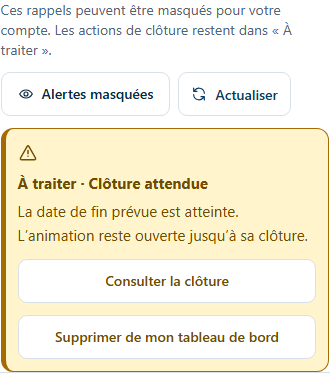 Ces rappels peuvent être masqués pour votre
compte. Les actions de clôture restent dans « À
traiter ».
Alertes masquées
Actualiser
À traiter · Clôture attendue
La date de fin prévue est atteinte.
L’animation reste ouverte jusqu’à sa clôture.
Consulter la clôture
Supprimer de mon tableau de bord